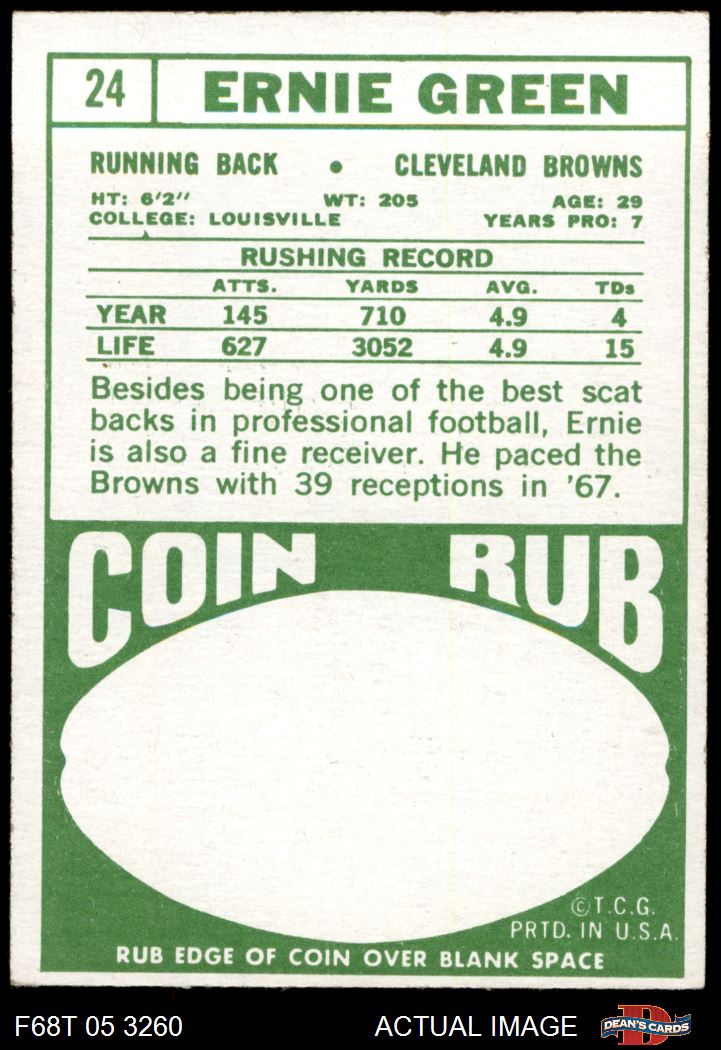 24 ERNIE GREEN
RUNNING BACK • CLEVELAND BROWNS
HT: 6'2" WT: 205 AGE: 29
COLLEGE: LOUISVILLE YEARS PRO: 7
RUSHING RECORD
ATTS. YARDS AVG. TDs
YEAR 145 710 4.9 4
LIFE 627 3052 4.9 15
Besides being one of the best scat
backs in professional football, Ernie
is also a fine receiver. He paced the
Browns with 39 receptions in '67.
COIN RUB
©T.C.G.
PRTD. IN U.S.A.
RUB EDGE OF COIN OVER BLANK SPACE
F68T 05 3260 ACTUAL IMAGE D DEAN'S CARDS